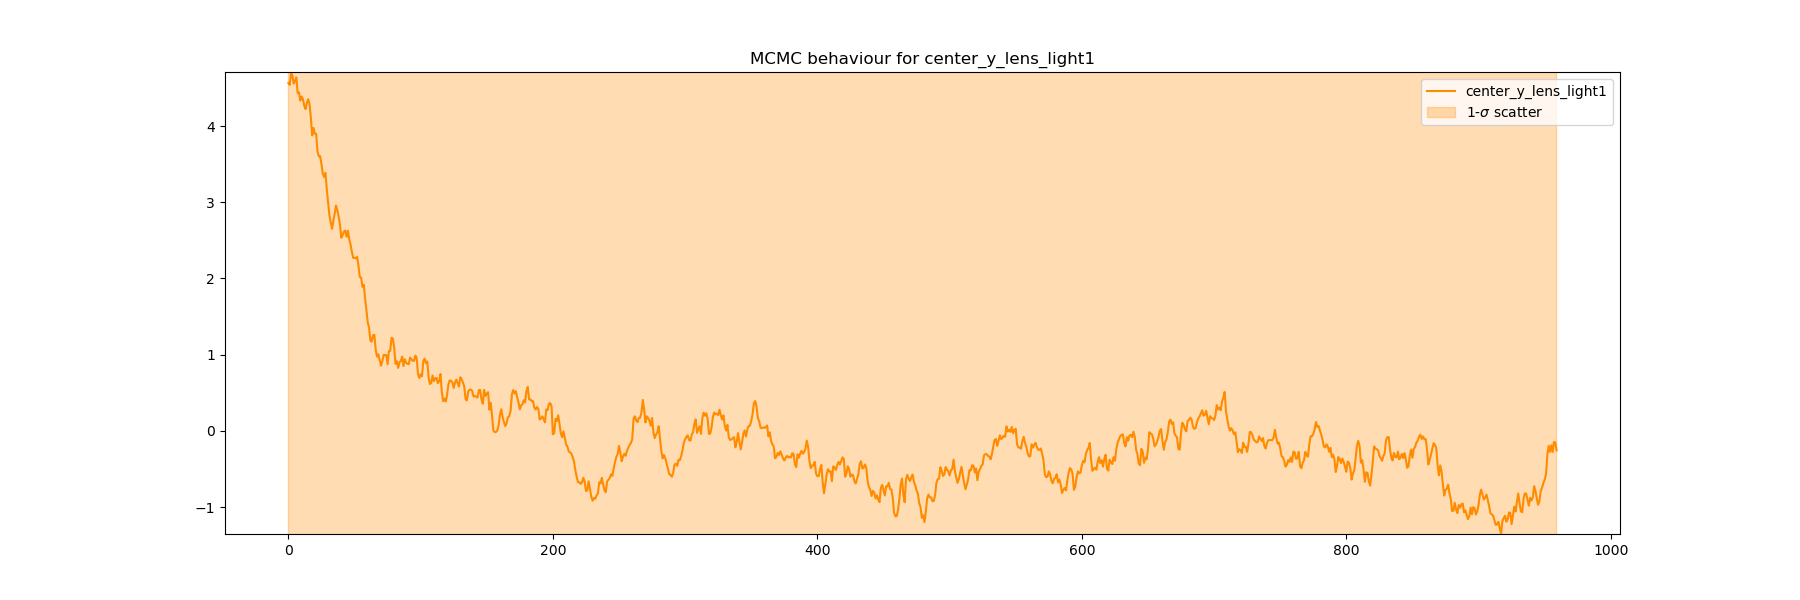 MCMC behaviour for center_y_lens_light1
center_y_lens_light1
1-σ scatter
4
3
2
1
0
−1
0 200 400 600 800 1000